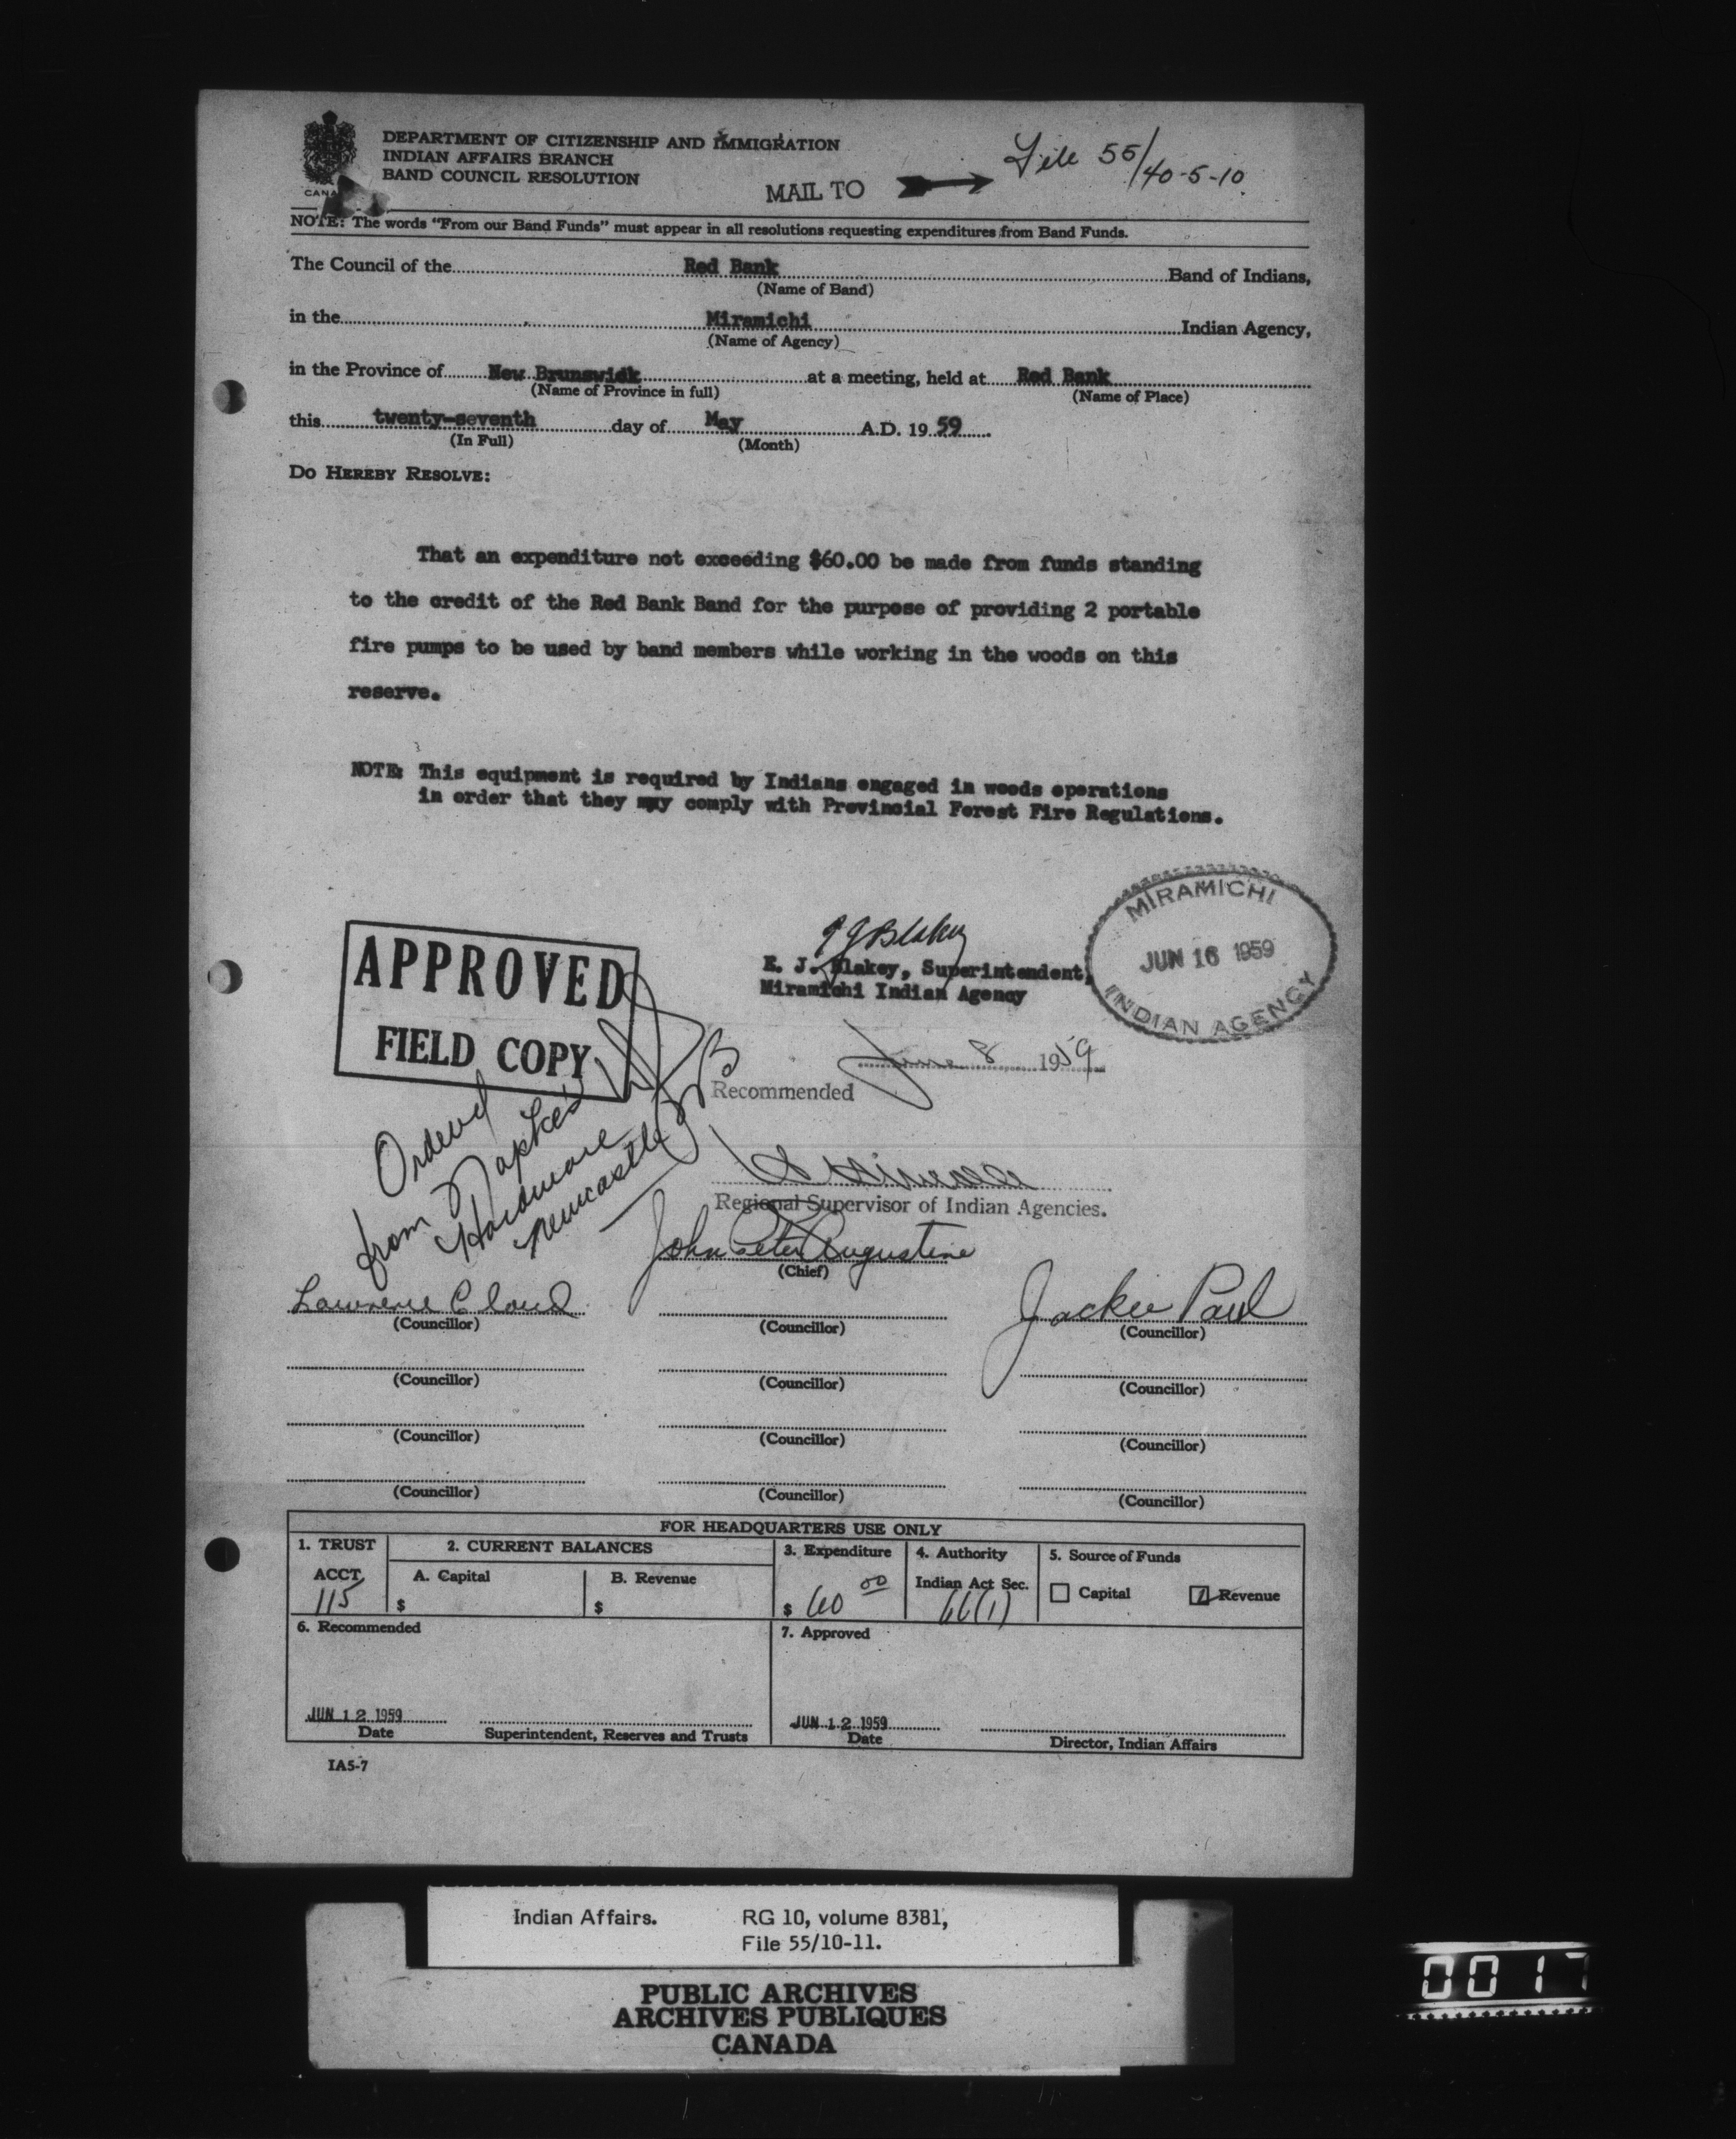 DEPARTMENT OF CITIZENSHIP AND IMMIGRATION
INDIAN AFFAIRS BRANCH
BAND COUNCIL RESOLUTION
CANADA
MAIL TO
File 55/40-5-10
NOTE: The words "From our Band Funds" must appear in all resolutions requesting expenditures from Band Funds.
The Council of the Red Bank Band of Indians,
(Name of Band)
in the Miramichi Indian Agency,
(Name of Agency)
in the Province of New Brunswick at a meeting, held at Red Bank
(Name of Province in full) (Name of Place)
this twenty-seventh day of May A.D. 19 59
(In Full) (Month)
DO HEREBY RESOLVE:
That an expenditure not exceeding $60.00 be made from funds standing
to the credit of the Red Bank Band for the purpose of providing 2 portable
fire pumps to be used by band members while working in the woods on this
reserve.
NOTE: This equipment is required by Indians engaged in woods operations
in order that they may comply with Provincial Forest Fire Regulations.
MIRAMICHI
JUN 16 1959
INDIAN AGENCY
APPROVED
FIELD COPY
EJBlakey
E. J. Blakey, Superintendent,
Miramichi Indian Agency
June 8 1959
Recommended
Ordered
from
Hardware
Newcastle
Regional Supervisor of Indian Agencies.
John Peter Augustine
(Chief)
Lawrence Cloud Jackie Paul
(Councillor) (Councillor) (Councillor)
(Councillor) (Councillor) (Councillor)
(Councillor) (Councillor) (Councillor)
(Councillor) (Councillor) (Councillor)
FOR HEADQUARTERS USE ONLY
1. TRUST 2. CURRENT BALANCES 3. Expenditure 4. Authority 5. Source of Funds
ACCT. A. Capital B. Revenue Indian Act Sec. Capital Revenue
115 $ $ $ 60 00 66(1)
6. Recommended 7. Approved
JUN 12 1959 JUN 12 1959
Date Superintendent, Reserves and Trusts Date Director, Indian Affairs
IA5-7
Indian Affairs. RG 10, volume 8381,
File 55/10-11.
PUBLIC ARCHIVES
ARCHIVES PUBLIQUES
CANADA
0017